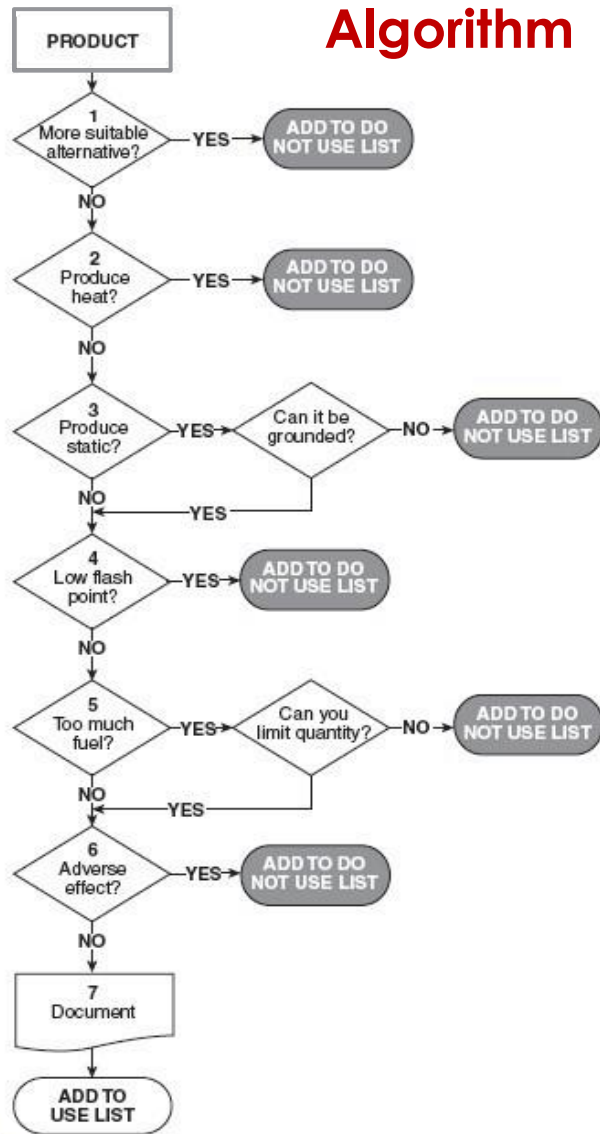 Algorithm
PRODUCT
1
More suitable
alternative?
YES
ADD TO DO
NOT USE LIST
NO
2
Produce
heat?
YES
ADD TO DO
NOT USE LIST
NO
3
Produce
static?
YES
Can it be
grounded?
NO
ADD TO DO
NOT USE LIST
NO
YES
4
Low flash
point?
YES
ADD TO DO
NOT USE LIST
NO
5
Too much
fuel?
YES
Can you
limit quantity?
NO
ADD TO DO
NOT USE LIST
NO
YES
6
Adverse
effect?
YES
ADD TO DO
NOT USE LIST
NO
7
Document
ADD TO
USE LIST